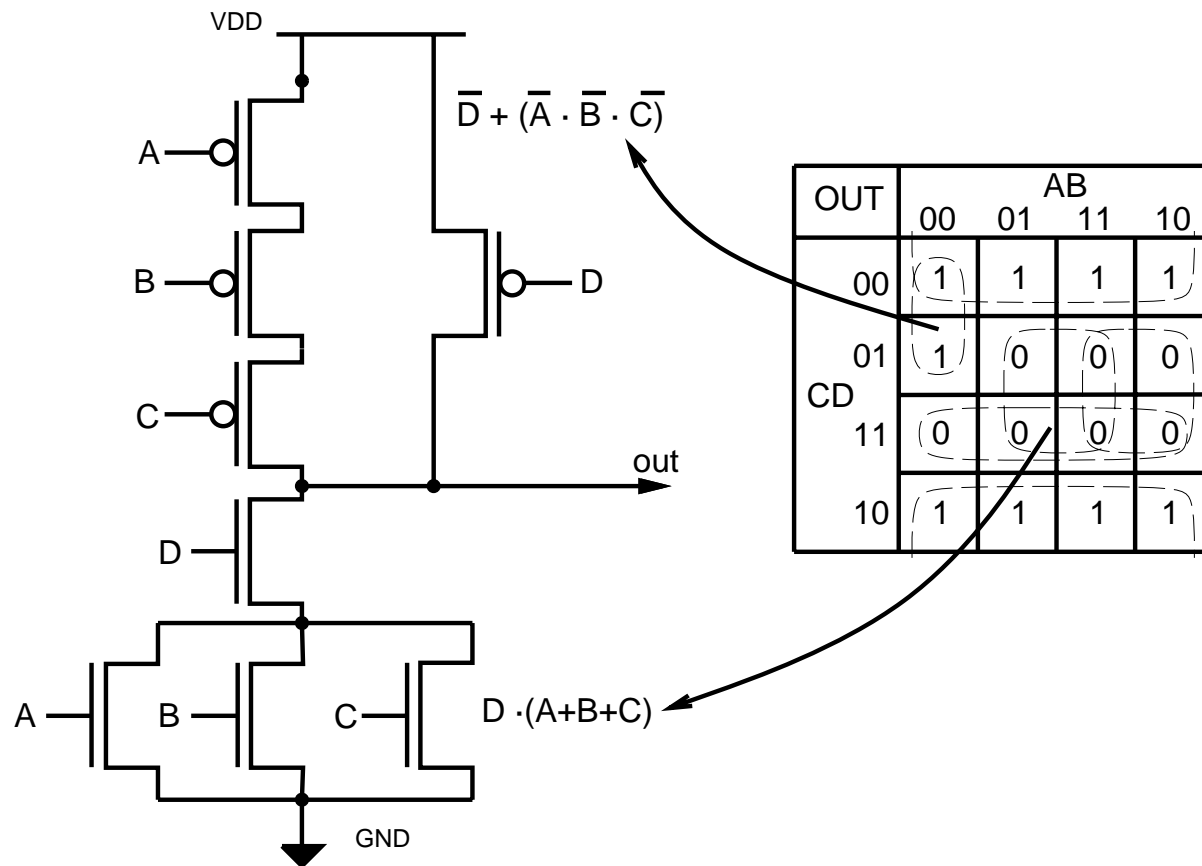 VDD
D̅ + (A̅ · B̅ · C̅)
A
B
D
C
out
D
A
B
C
D ·(A+B+C)
GND
OUT
AB
00 01 11 10
00 1 1 1 1
01 1 0 0 0
CD
11 0 0 0 0
10 1 1 1 1